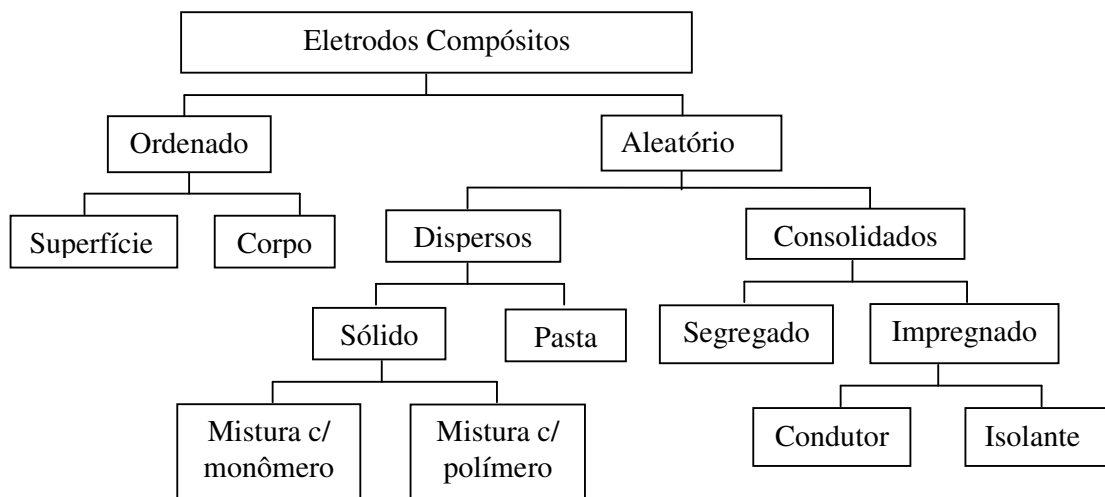 Eletrodos Compósitos
Ordenado
Aleatório
Superfície
Corpo
Dispersos
Consolidados
Sólido
Pasta
Segregado
Impregnado
Mistura c/
monômero
Mistura c/
polímero
Condutor
Isolante